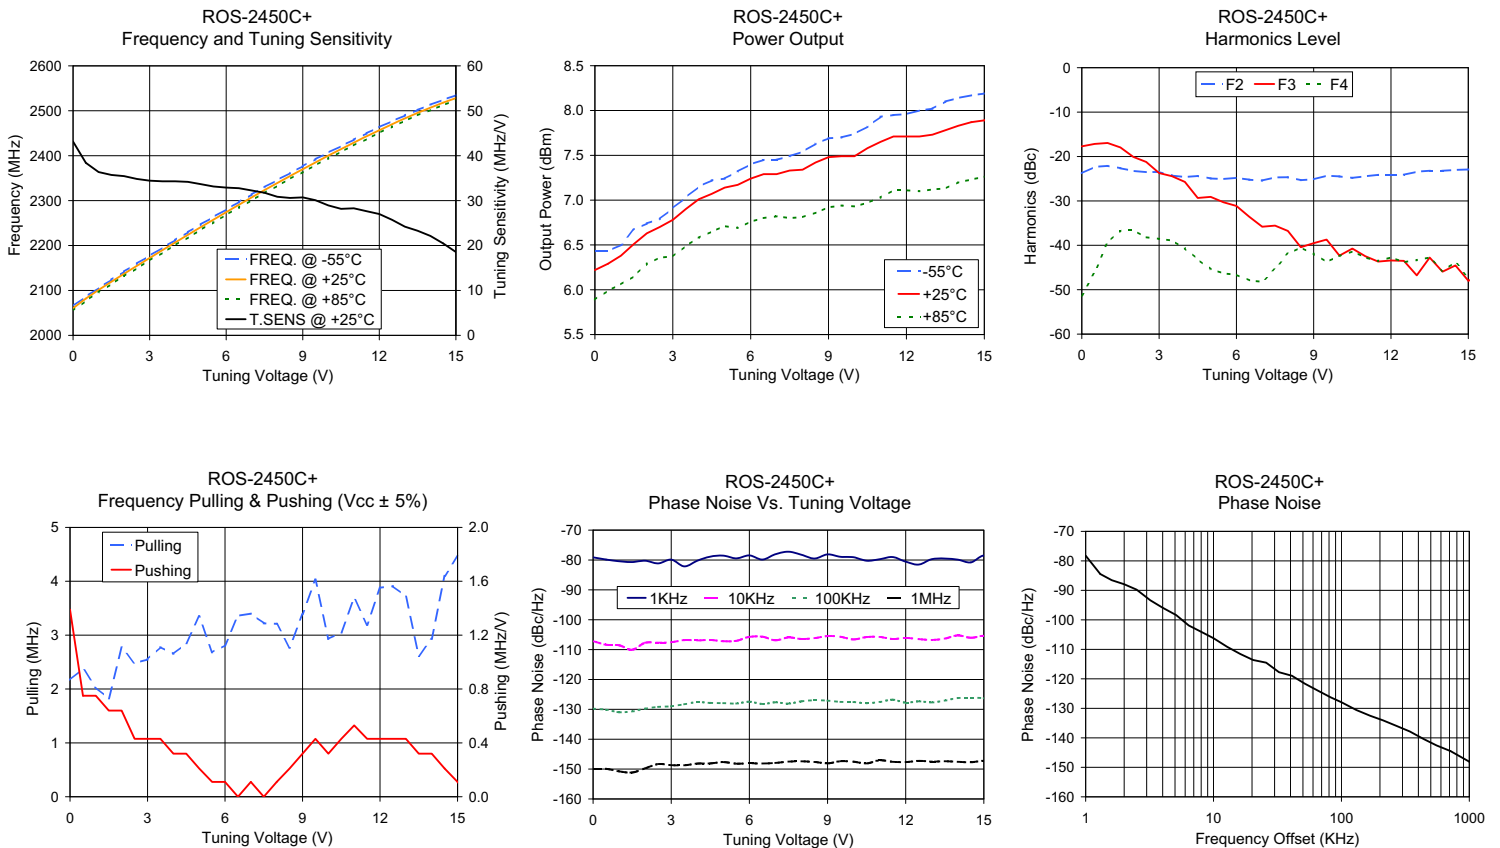 ROS-2450C+
Frequency and Tuning Sensitivity
2600
2500
2400
2300
2200
2100
2000
60
50
40
30
20
10
0
Frequency (MHz)
Tuning Sensitivity (MHz/V)
FREQ. @ -55°C
FREQ. @ +25°C
FREQ. @ +85°C
T.SENS @ +25°C
0 3 6 9 12 15
Tuning Voltage (V)
ROS-2450C+
Power Output
8.5
8.0
7.5
7.0
6.5
6.0
5.5
Output Power (dBm)
-55°C
+25°C
+85°C
0 3 6 9 12 15
Tuning Voltage (V)
ROS-2450C+
Harmonics Level
0
-10
-20
-30
-40
-50
-60
Harmonics (dBc)
F2 F3 F4
0 3 6 9 12 15
Tuning Voltage (V)
ROS-2450C+
Frequency Pulling & Pushing (Vcc ± 5%)
5
4
3
2
1
0
2.0
1.6
1.2
0.8
0.4
0.0
Pulling (MHz)
Pushing (MHz/V)
Pulling
Pushing
0 3 6 9 12 15
Tuning Voltage (V)
ROS-2450C+
Phase Noise Vs. Tuning Voltage
-70
-80
-90
-100
-110
-120
-130
-140
-150
-160
Phase Noise (dBc/Hz)
1KHz 10KHz 100KHz 1MHz
0 3 6 9 12 15
Tuning Voltage (V)
ROS-2450C+
Phase Noise
-70
-80
-90
-100
-110
-120
-130
-140
-150
-160
Phase Noise (dBc/Hz)
1 10 100 1000
Frequency Offset (KHz)